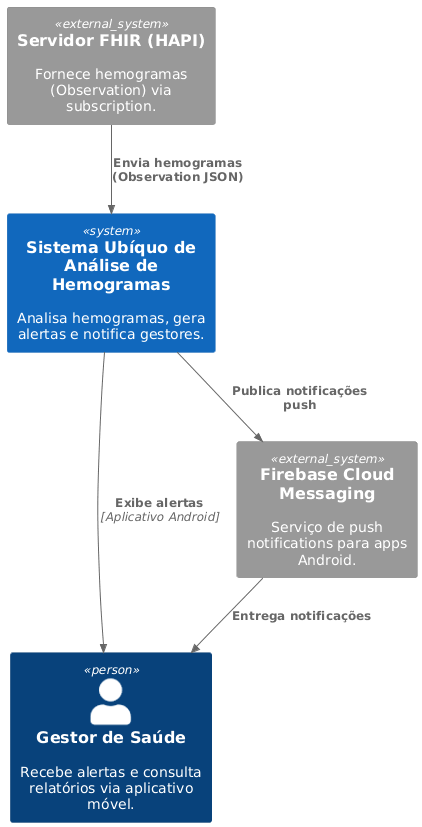 «external_system»
Servidor FHIR (HAPI)
Fornece hemogramas
(Observation) via
subscription.
Envia hemogramas
(Observation JSON)
«system»
Sistema Ubíquo de
Análise de
Hemogramas
Analisa hemogramas, gera
alertas e notifica gestores.
Publica notificações
push
«external_system»
Firebase Cloud
Messaging
Serviço de push
notifications para apps
Android.
Exibe alertas
[Aplicativo Android]
Entrega notificações
«person»
Gestor de Saúde
Recebe alertas e consulta
relatórios via aplicativo
móvel.